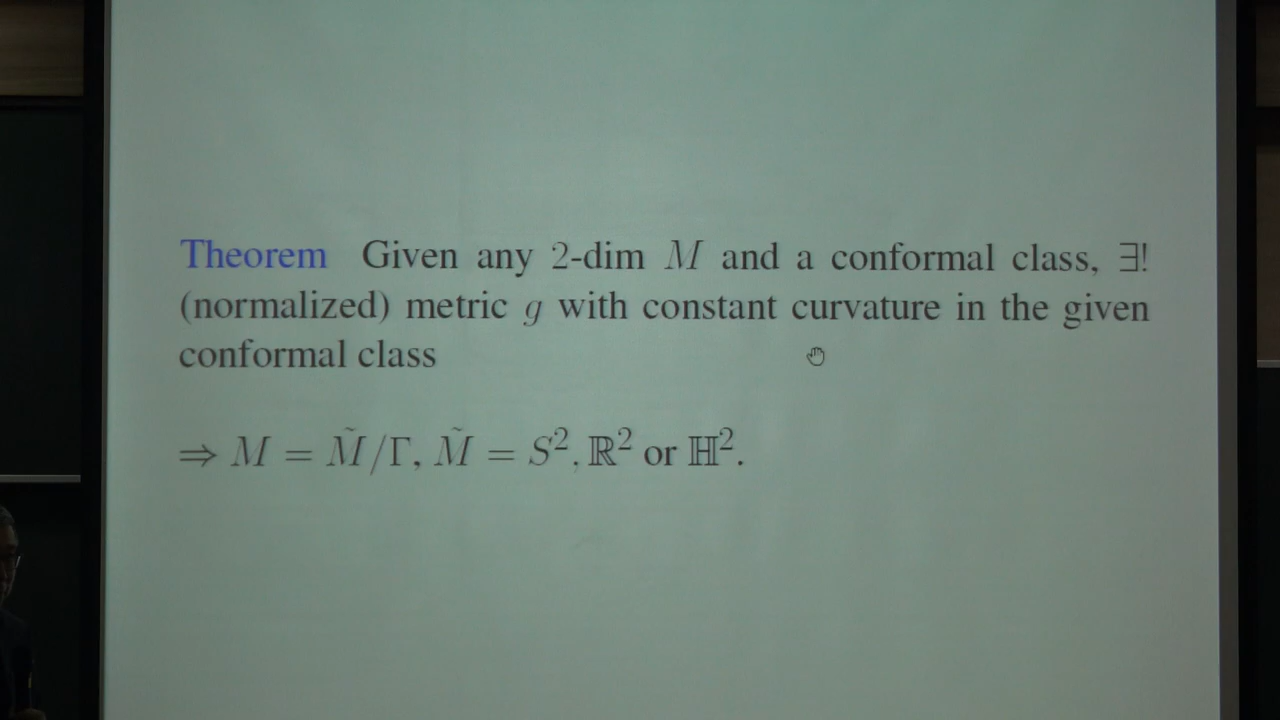 Theorem Given any 2-dim M and a conformal class, ∃!
(normalized) metric g with constant curvature in the given
conformal class
⇒ M = M̃/Γ, M̃ = S², ℝ² or ℍ².